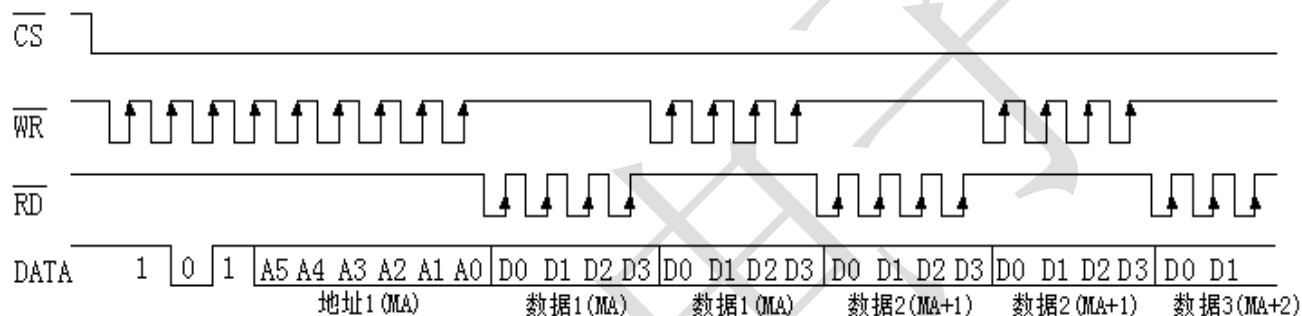 CS
WR
RD
DATA 1 0 1 A5 A4 A3 A2 A1 A0 D0 D1 D2 D3 D0 D1 D2 D3 D0 D1 D2 D3 D0 D1 D2 D3 D0 D1
地址1(MA) 数据1(MA) 数据1(MA) 数据2(MA+1) 数据2(MA+1) 数据3(MA+2)